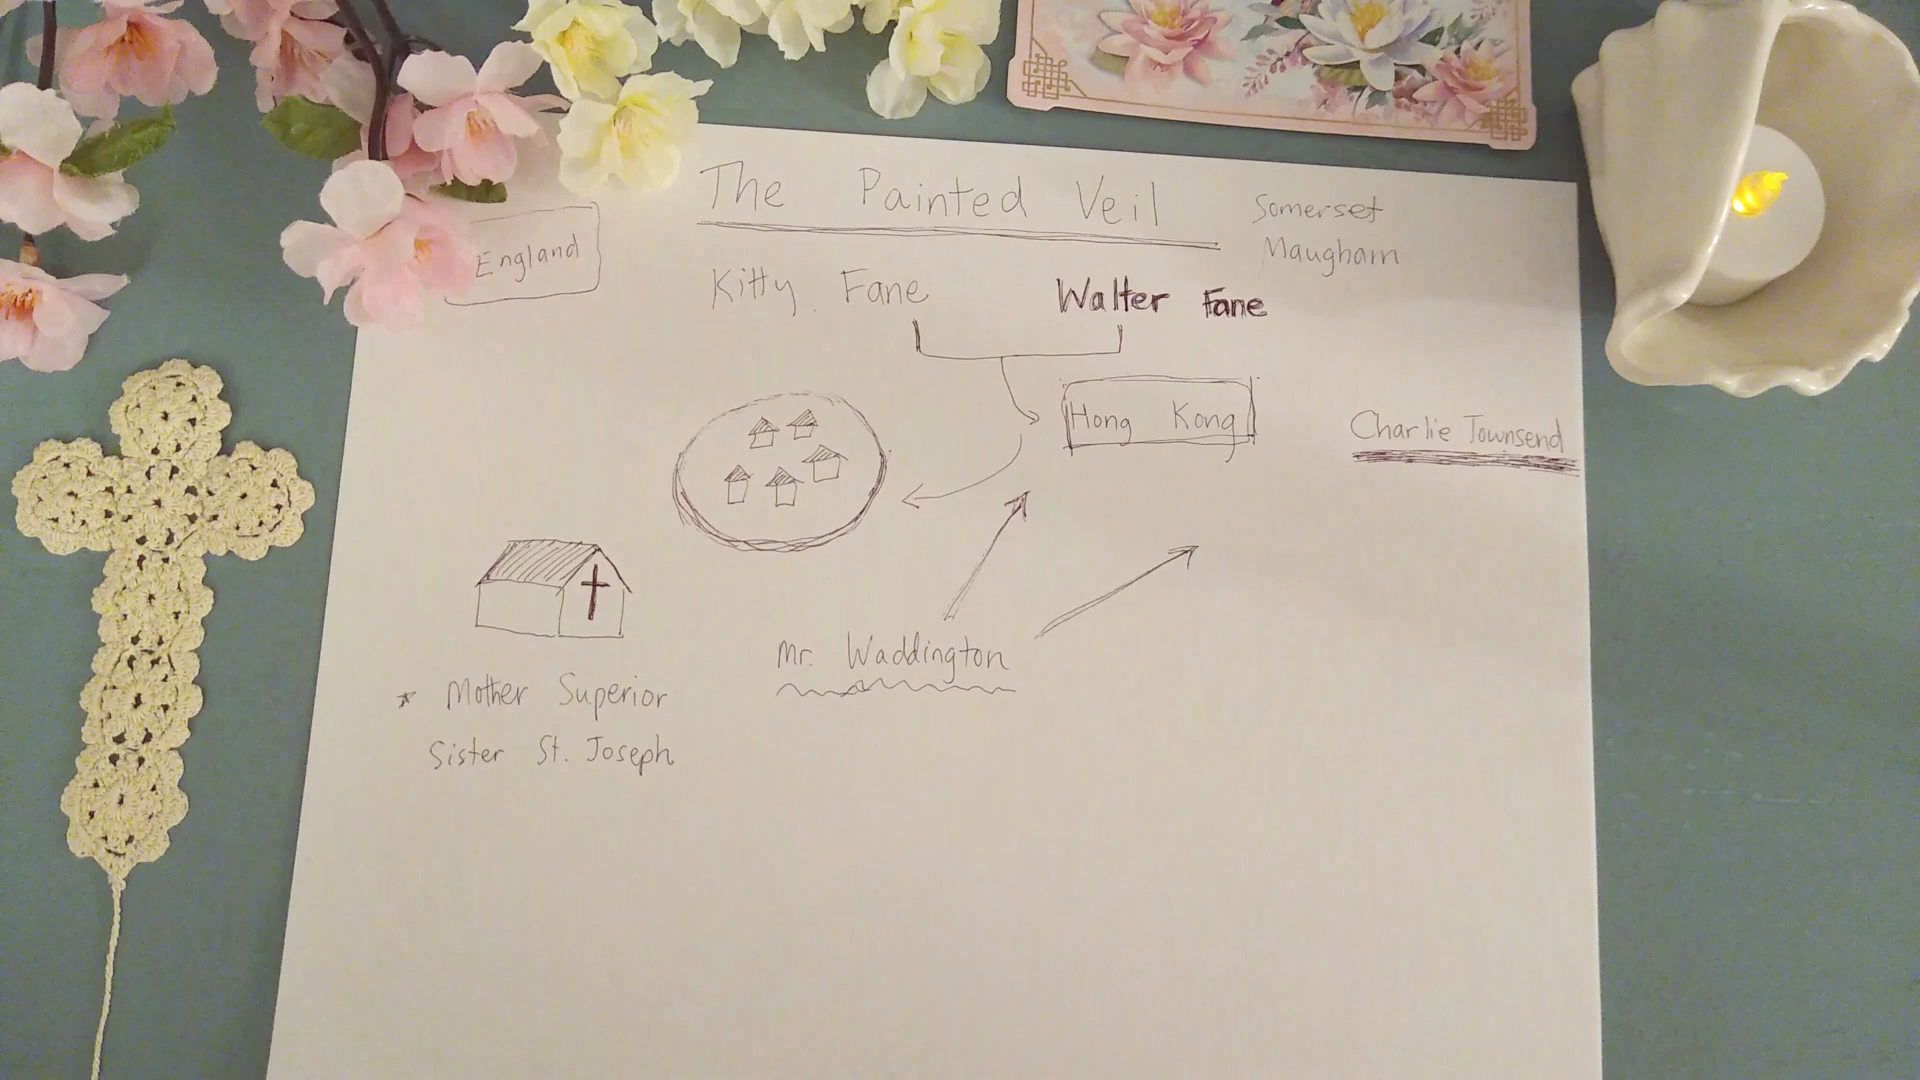 The Painted Veil
Somerset
Maugham
England
Kitty Fane
Walter Fane
Hong Kong
Charlie Townsend
Mr. Waddington
* Mother Superior
Sister St. Joseph